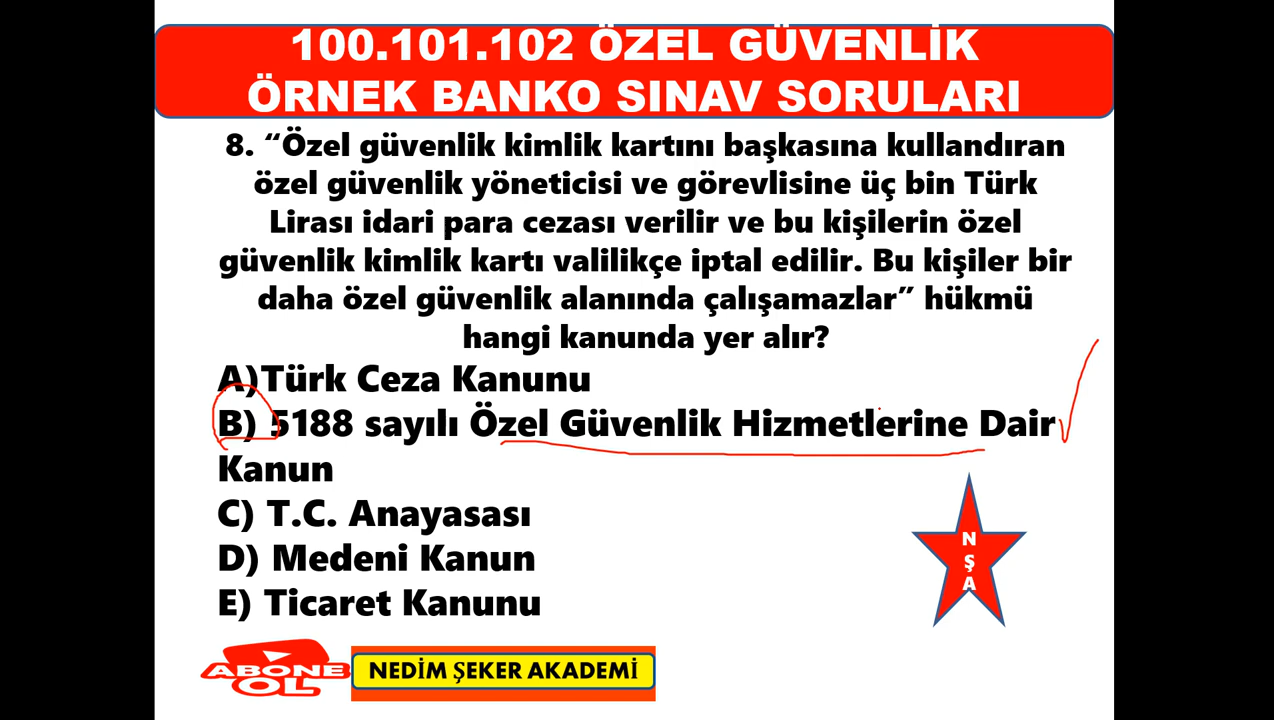 100.101.102 ÖZEL GÜVENLİK
ÖRNEK BANKO SINAV SORULARI
8. “Özel güvenlik kimlik kartını başkasına kullandıran
özel güvenlik yöneticisi ve görevlisine üç bin Türk
Lirası idari para cezası verilir ve bu kişilerin özel
güvenlik kimlik kartı valilikçe iptal edilir. Bu kişiler bir
daha özel güvenlik alanında çalışamazlar” hükmü
hangi kanunda yer alır?
A)Türk Ceza Kanunu
B) 5188 sayılı Özel Güvenlik Hizmetlerine Dair
Kanun
C) T.C. Anayasası
D) Medeni Kanun
E) Ticaret Kanunu
N
Ş
A
ABONE
OL
NEDİM ŞEKER AKADEMİ